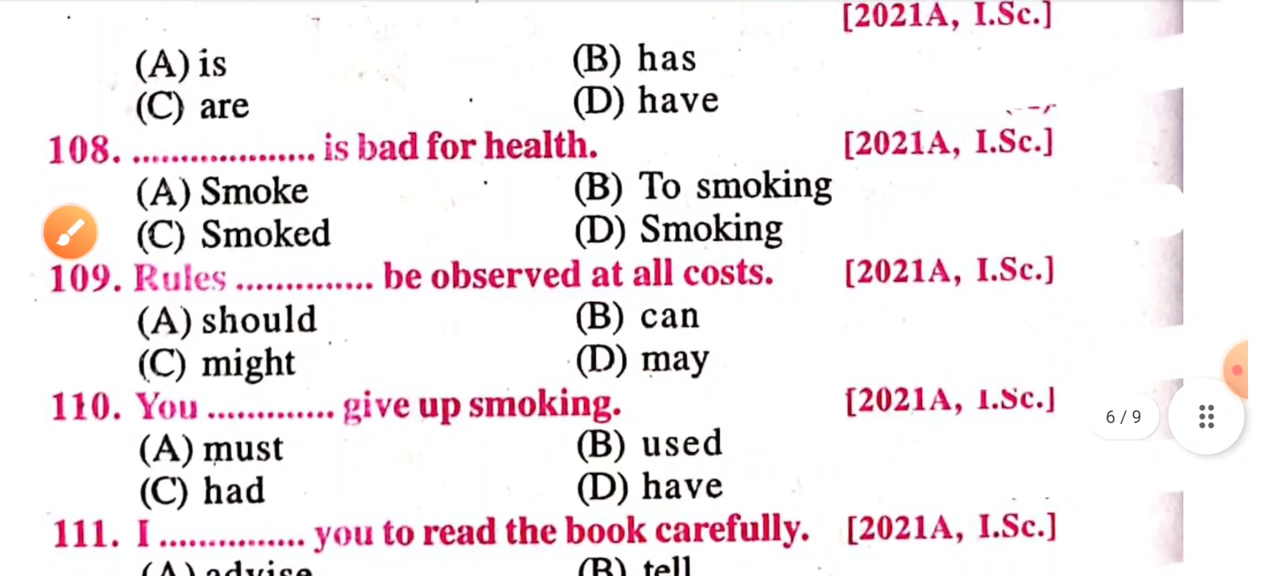 [2021A, I.Sc.]
(A) is (B) has
(C) are (D) have
108. .................... is bad for health. [2021A, I.Sc.]
(A) Smoke (B) To smoking
(C) Smoked (D) Smoking
109. Rules .............. be observed at all costs. [2021A, I.Sc.]
(A) should (B) can
(C) might (D) may
110. You ............. give up smoking. [2021A, I.Sc.]
(A) must (B) used
(C) had (D) have
6 / 9
111. I ............... you to read the book carefully. [2021A, I.Sc.]
(A) advise (B) tell